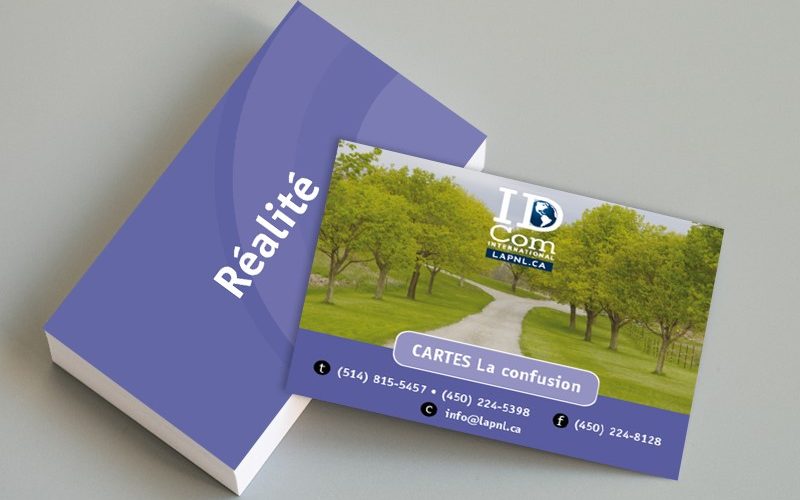 Réalité
ID
Com
INTERNATIONAL
LAPNL.CA
CARTES La confusion
t (514) 815-5457 • (450) 224-5398
f (450) 224-8128
c info@lapnl.ca